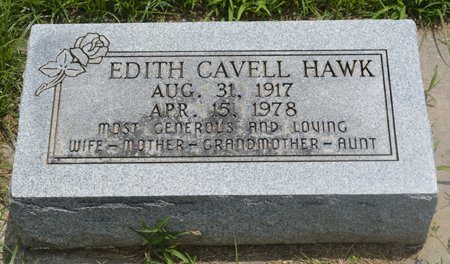 EDITH CAVELL HAWK
AUG. 31, 1917
APR. 15, 1978
MOST GENEROUS AND LOVING
WIFE - MOTHER - GRANDMOTHER - AUNT